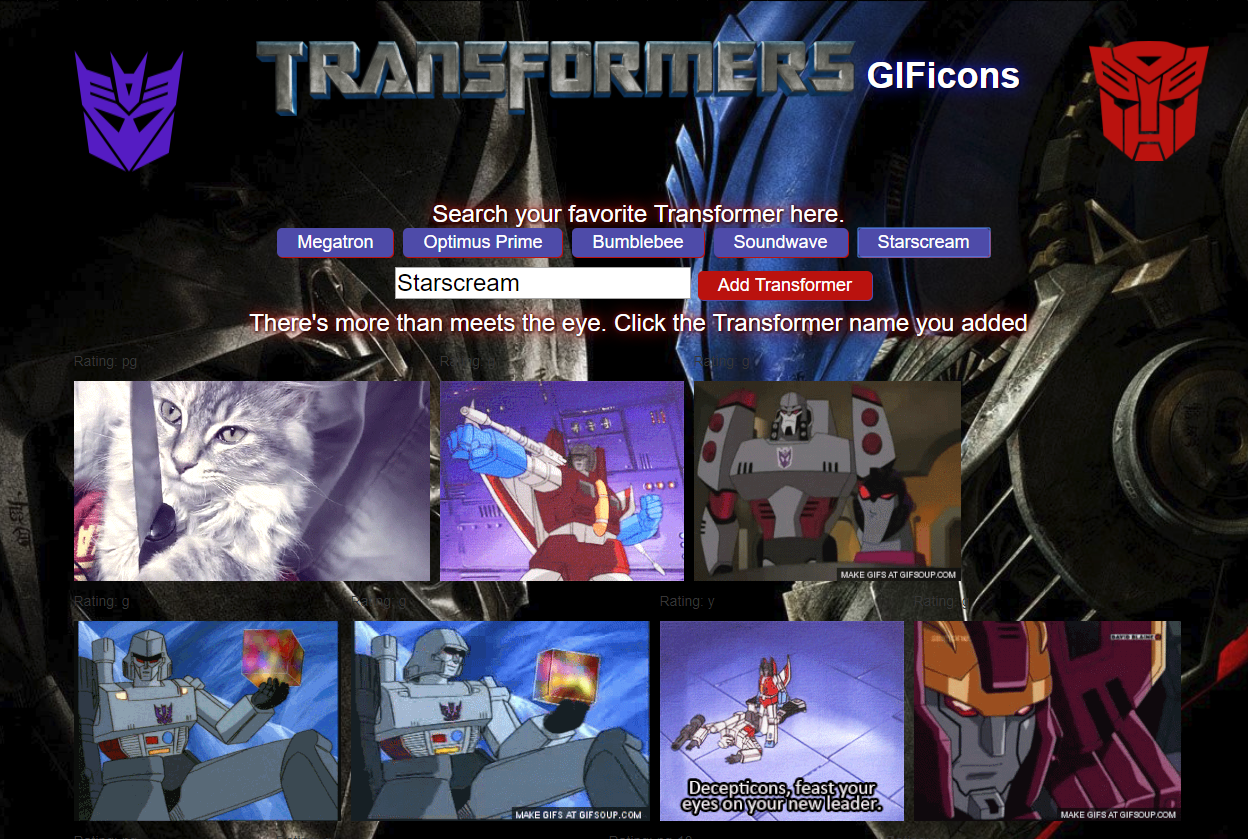 TRANSFORMERS GIFicons
Search your favorite Transformer here.
Megatron Optimus Prime Bumblebee Soundwave Starscream
Starscream Add Transformer
There's more than meets the eye. Click the Transformer name you added
Rating: pg Rating: Rating: g
MAKE GIFS AT GIFSOUP.COM
Rating: g Rating: g Rating: y Rating: g
DAVIS BLAINE
Decepticons, feast your
eyes on your new leader.
MAKE GIFS AT GIFSOUP.COM MAKE GIFS AT GIFSOUP.COM